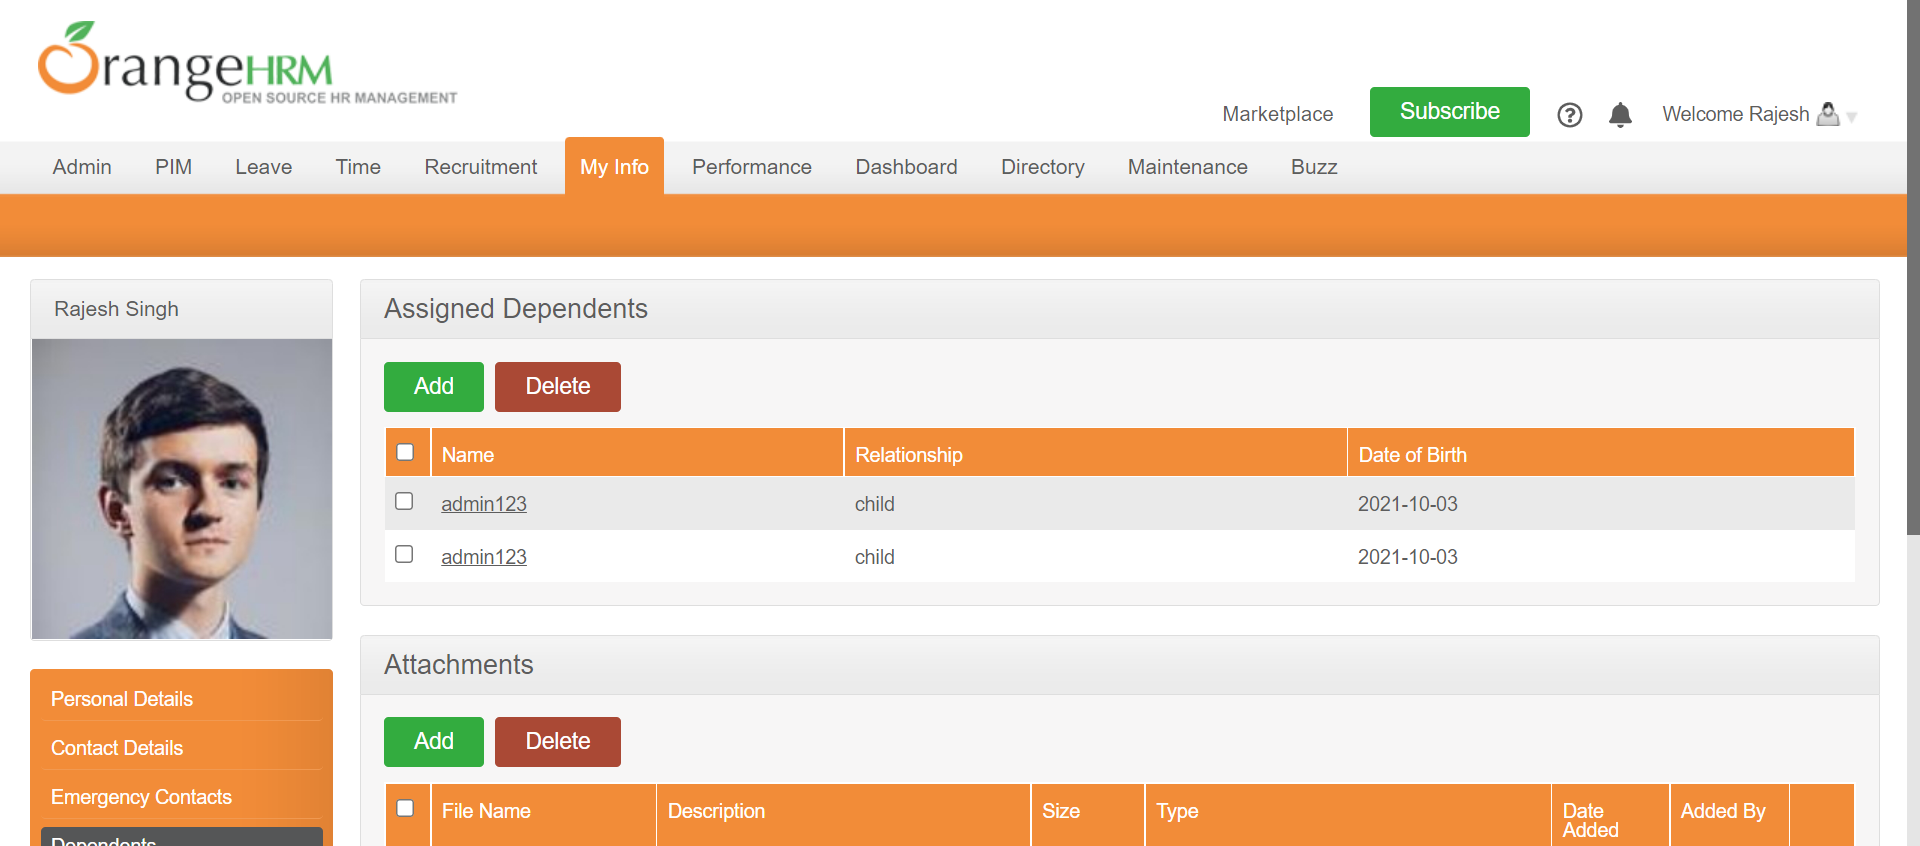 OrangeHRM
OPEN SOURCE HR MANAGEMENT
Marketplace
Subscribe
Welcome Rajesh
Admin PIM Leave Time Recruitment My Info Performance Dashboard Directory Maintenance Buzz
Rajesh Singh
Personal Details
Contact Details
Emergency Contacts
Dependents
Assigned Dependents
Add Delete
Name Relationship Date of Birth
admin123 child 2021-10-03
admin123 child 2021-10-03
Attachments
Add Delete
File Name Description Size Type Date Added Added By